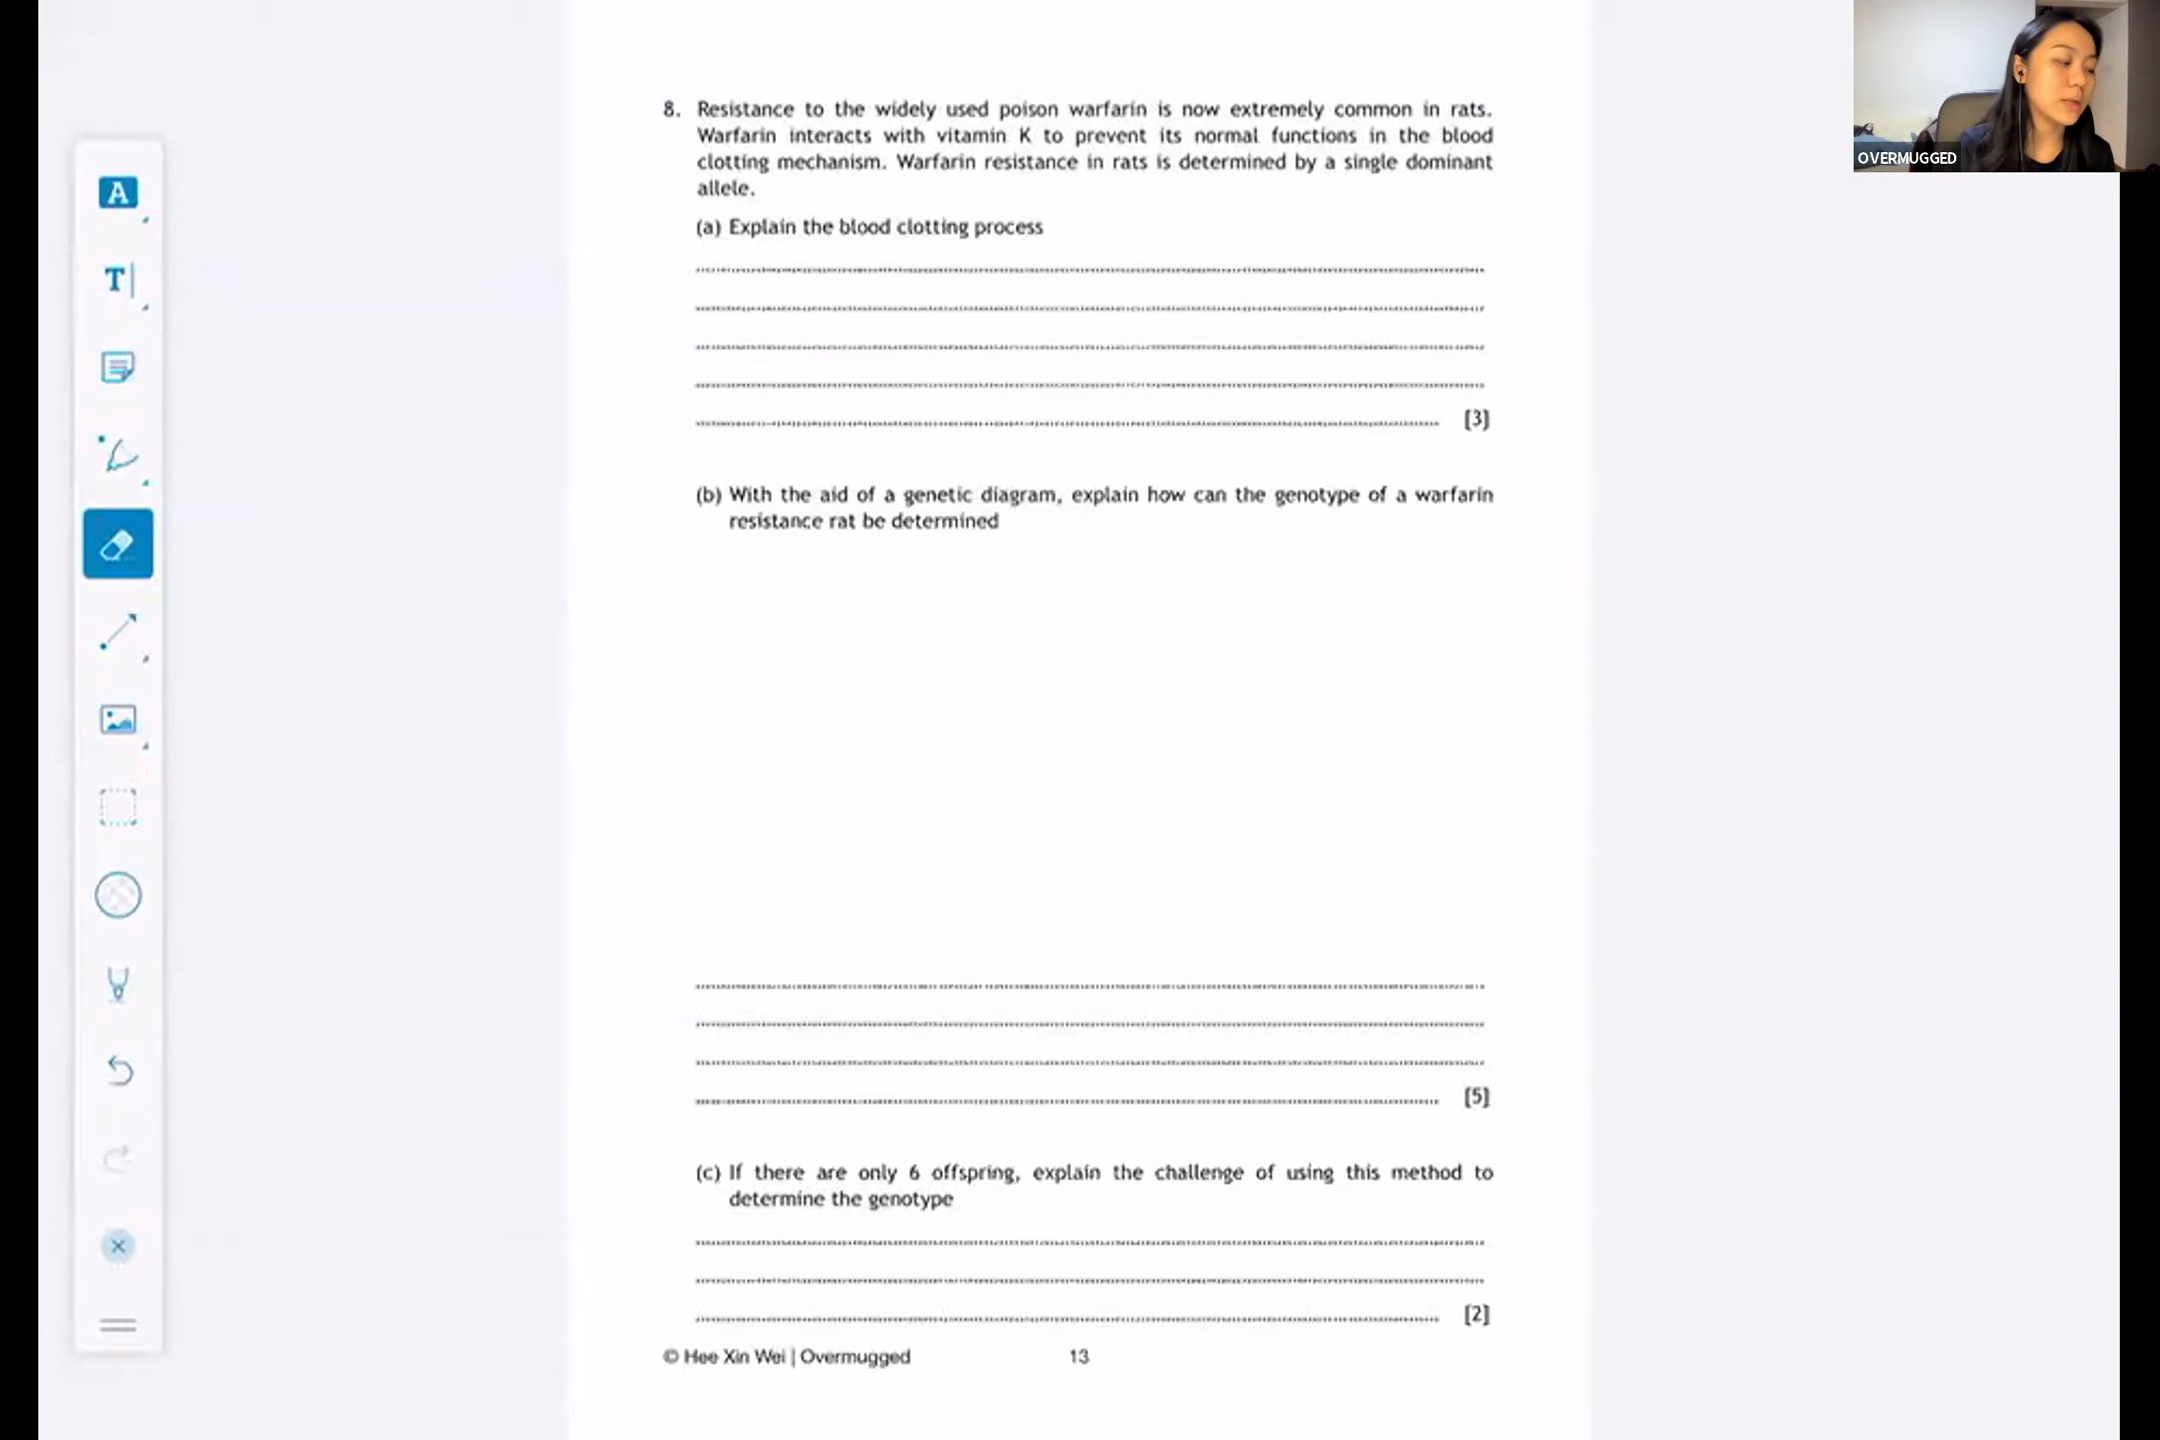 OVERMUGGED
8. Resistance to the widely used poison warfarin is now extremely common in rats.
Warfarin interacts with vitamin K to prevent its normal functions in the blood
clotting mechanism. Warfarin resistance in rats is determined by a single dominant
allele.
(a) Explain the blood clotting process
[3]
(b) With the aid of a genetic diagram, explain how can the genotype of a warfarin
resistance rat be determined
[5]
(c) If there are only 6 offspring, explain the challenge of using this method to
determine the genotype
[2]
© Hee Xin Wei | Overmugged 13
A
T